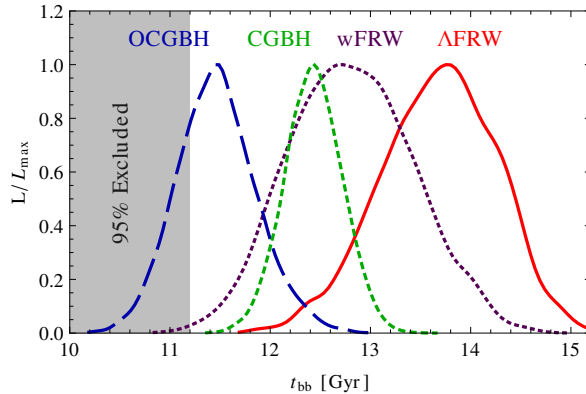 OCGBH CGBH wFRW ΛFRW
95% Excluded
L/L_max
1.2
1.0
0.8
0.6
0.4
0.2
0.0
10 11 12 13 14 15
t_bb [Gyr]